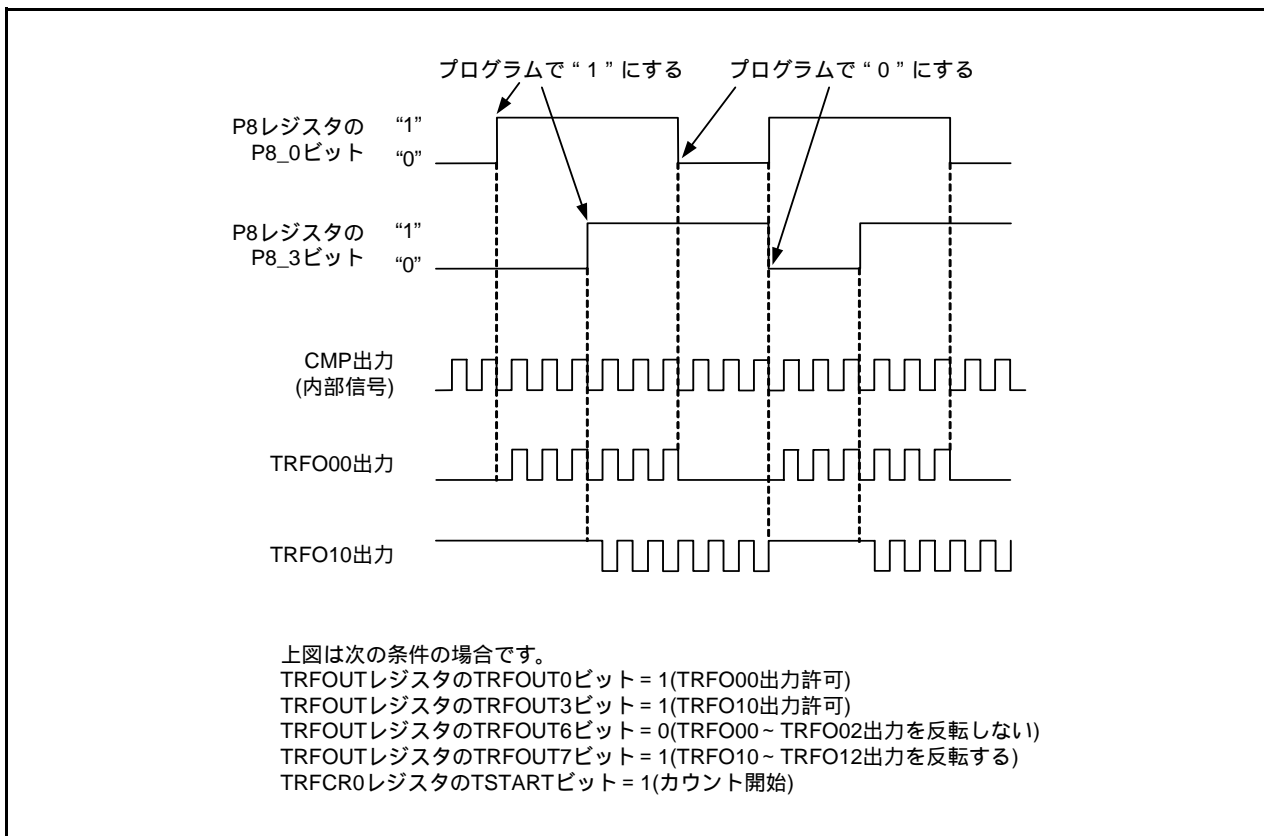 プログラムで “ 1 ” にする
プログラムで “ 0 ” にする
P8レジスタの
P8_0ビット
“1”
“0”
P8レジスタの
P8_3ビット
“1”
“0”
CMP出力
(内部信号)
TRFO00出力
TRFO10出力
上図は次の条件の場合です。
TRFOUTレジスタのTRFOUT0ビット = 1(TRFO00出力許可)
TRFOUTレジスタのTRFOUT3ビット = 1(TRFO10出力許可)
TRFOUTレジスタのTRFOUT6ビット = 0(TRFO00 ~ TRFO02出力を反転しない)
TRFOUTレジスタのTRFOUT7ビット = 1(TRFO10 ~ TRFO12出力を反転する)
TRFCR0レジスタのTSTARTビット = 1(カウント開始)